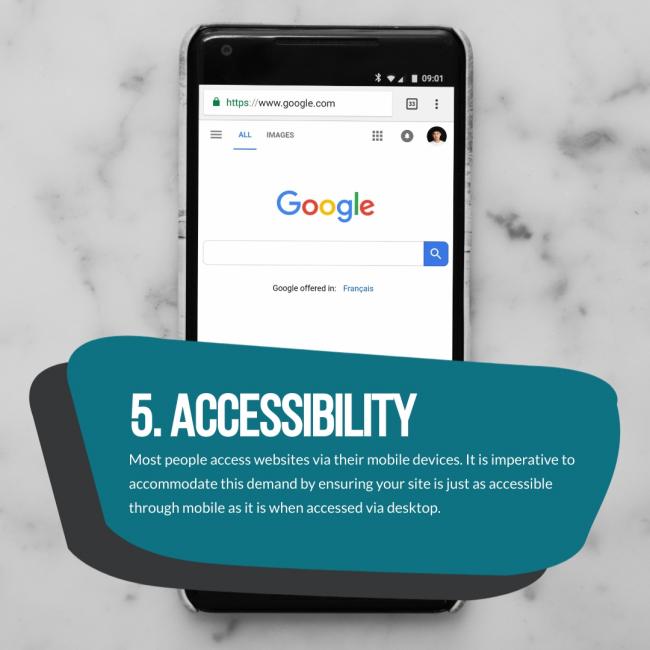 09:01
https://www.google.com
33
ALL IMAGES
Google
Google offered in: Français
5. ACCESSIBILITY
Most people access websites via their mobile devices. It is imperative to
accommodate this demand by ensuring your site is just as accessible
through mobile as it is when accessed via desktop.